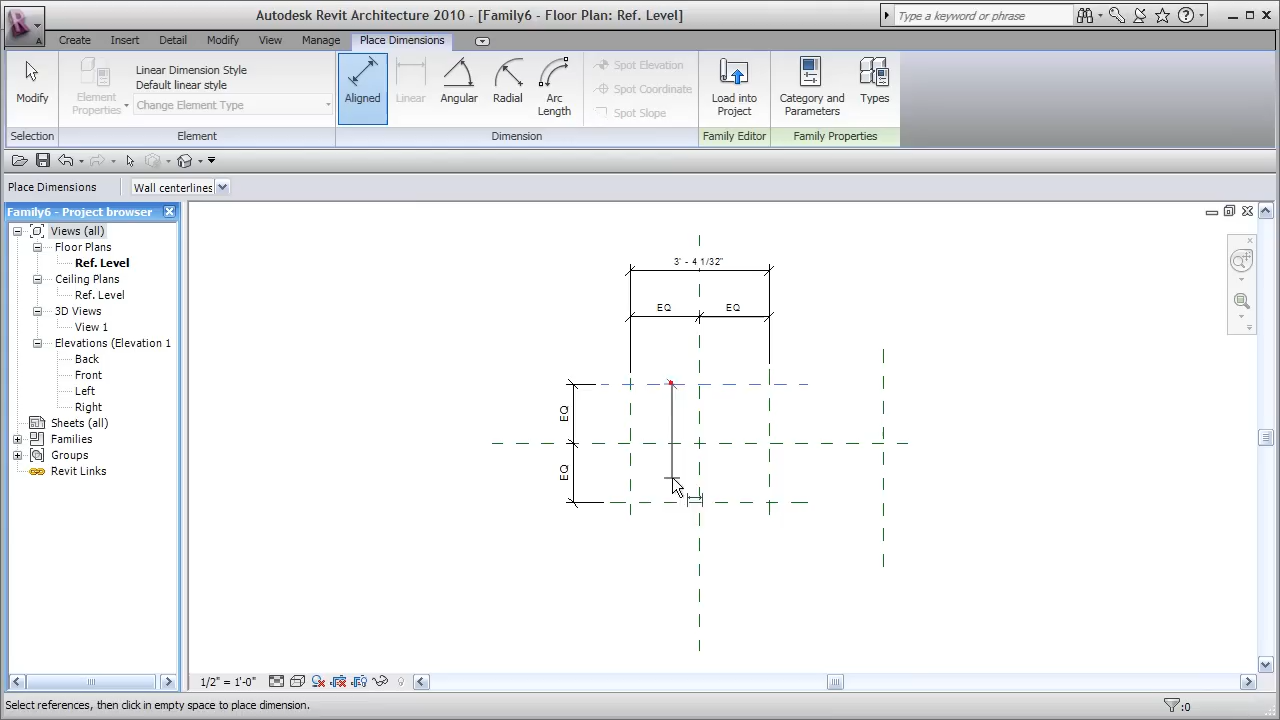 Autodesk Revit Architecture 2010 - [Family6 - Floor Plan: Ref. Level]
Type a keyword or phrase
Create Insert Detail Modify View Manage Place Dimensions
Modify
Element Properties
Linear Dimension Style
Default linear style
Change Element Type
Aligned
Linear
Angular
Radial
Arc Length
Spot Elevation
Spot Coordinate
Spot Slope
Load into Project
Category and Parameters
Types
Selection Element Dimension Family Editor Family Properties
Place Dimensions Wall centerlines
Family6 - Project browser
Views (all)
Floor Plans
Ref. Level
Ceiling Plans
Ref. Level
3D Views
View 1
Elevations (Elevation 1
Back
Front
Left
Right
Sheets (all)
Families
Groups
Revit Links
3' - 4 1/32"
EQ EQ
EQ
EQ
1/2" = 1'-0"
Select references, then click in empty space to place dimension.
:0